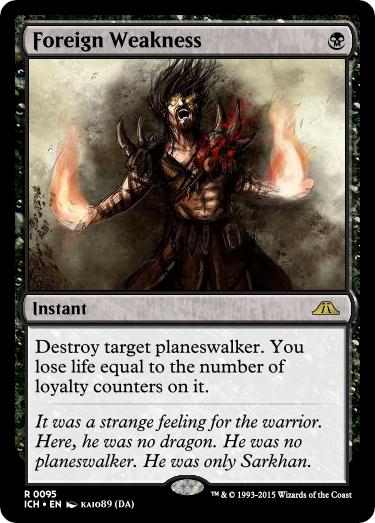 Foreign Weakness
Instant
Destroy target planeswalker. You
lose life equal to the number of
loyalty counters on it.
It was a strange feeling for the warrior.
Here, he was no dragon. He was no
planeswalker. He was only Sarkhan.
R 0095
ICH • EN KAIO89 (DA)
™ & © 1993-2015 Wizards of the Coast